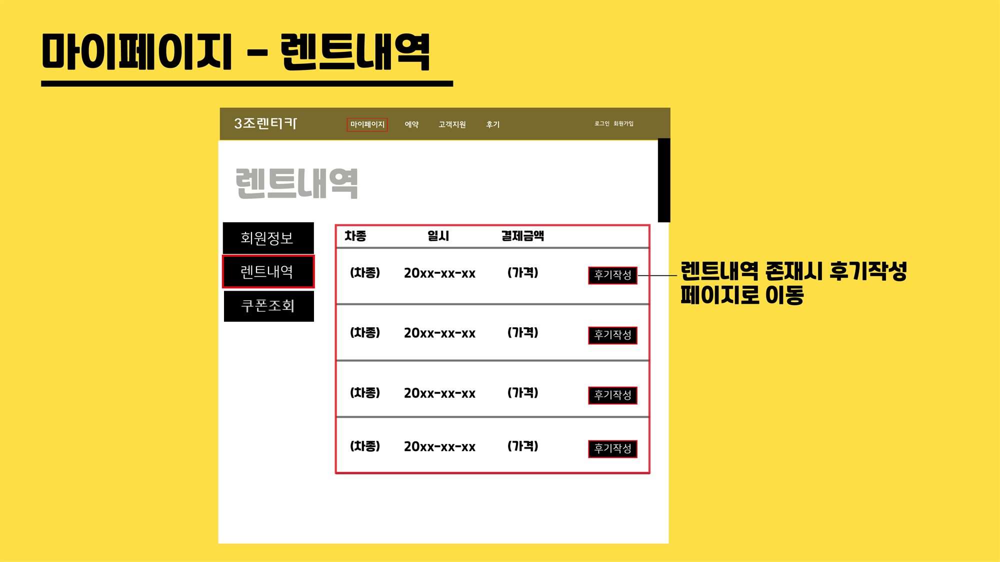 마이페이지 - 렌트내역
3조렌터카 마이페이지 에약 고객지원 후기 로그인 회원가입
렌트내역
회원정보
렌트내역
쿠폰조회
차종 일시 결제금액
(차종) 20xx-xx-xx (가격) 후기작성
(차종) 20xx-xx-xx (가격) 후기작성
(차종) 20xx-xx-xx (가격) 후기작성
(차종) 20xx-xx-xx (가격) 후기작성
렌트내역 존재시 후기작성
페이지로 이동